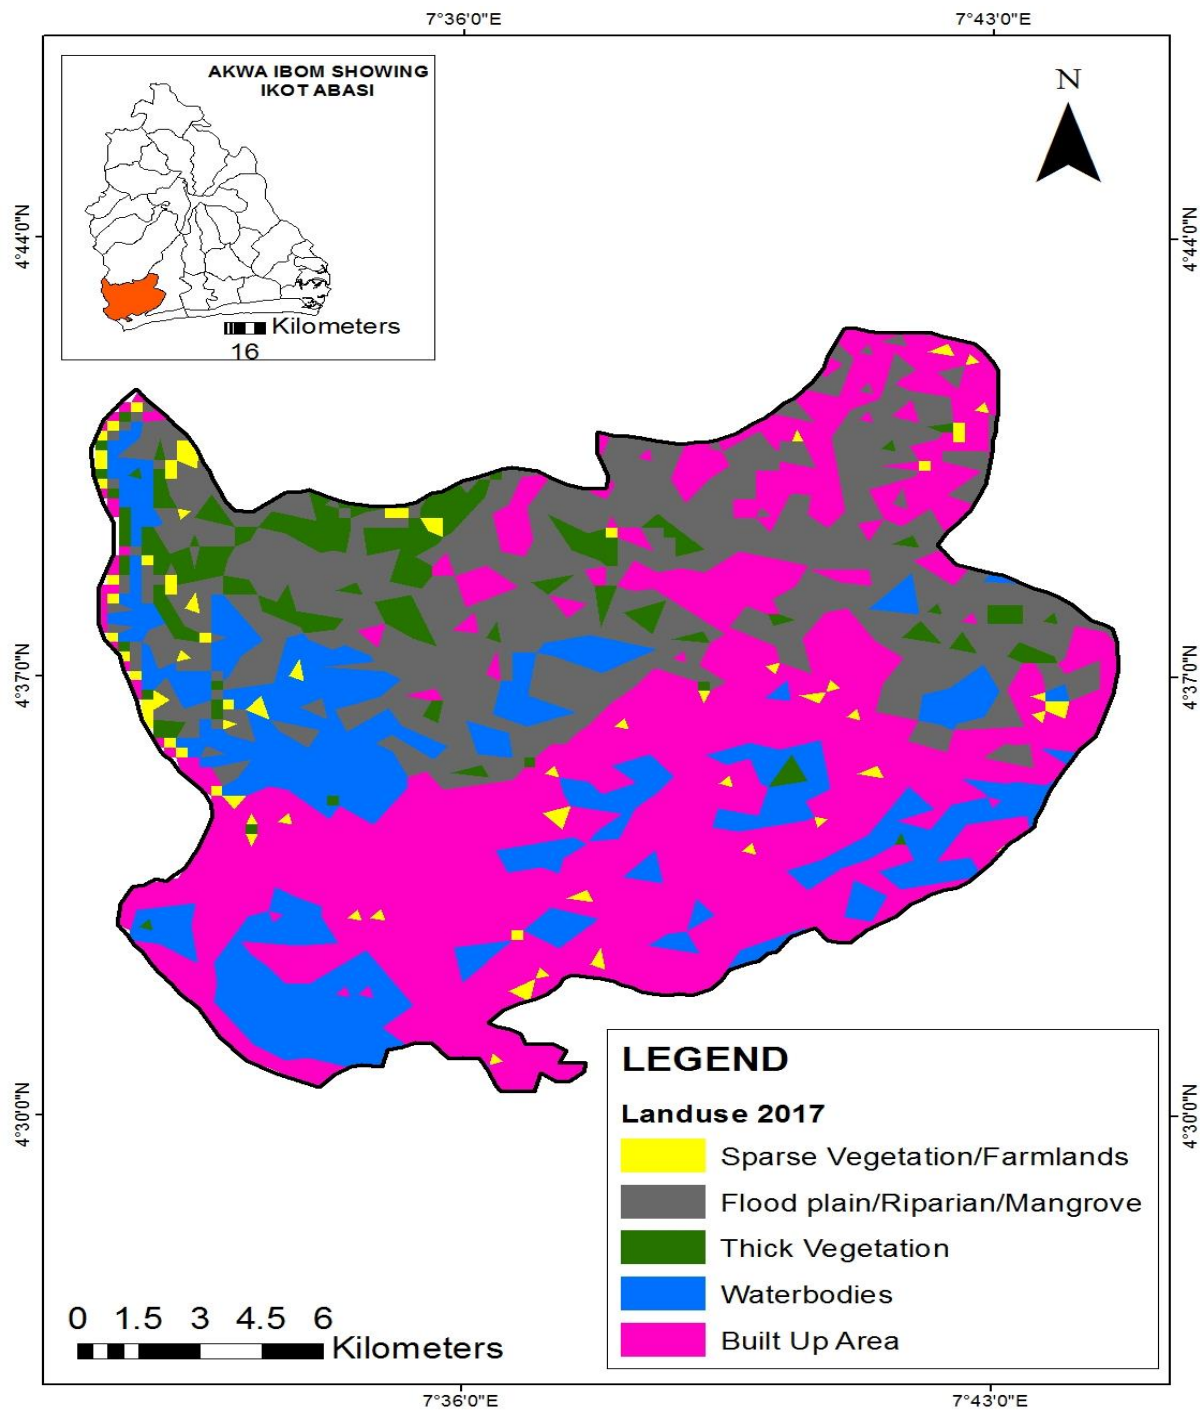 7°36'0"E
7°43'0"E
AKWA IBOM SHOWING
IKOT ABASI
N
4°44'0"N
4°44'0"N
Kilometers
16
4°37'0"N
4°37'0"N
LEGEND
Landuse 2017
Sparse Vegetation/Farmlands
Flood plain/Riparian/Mangrove
Thick Vegetation
Waterbodies
Built Up Area
4°30'0"N
4°30'0"N
0 1.5 3 4.5 6
Kilometers
7°36'0"E
7°43'0"E